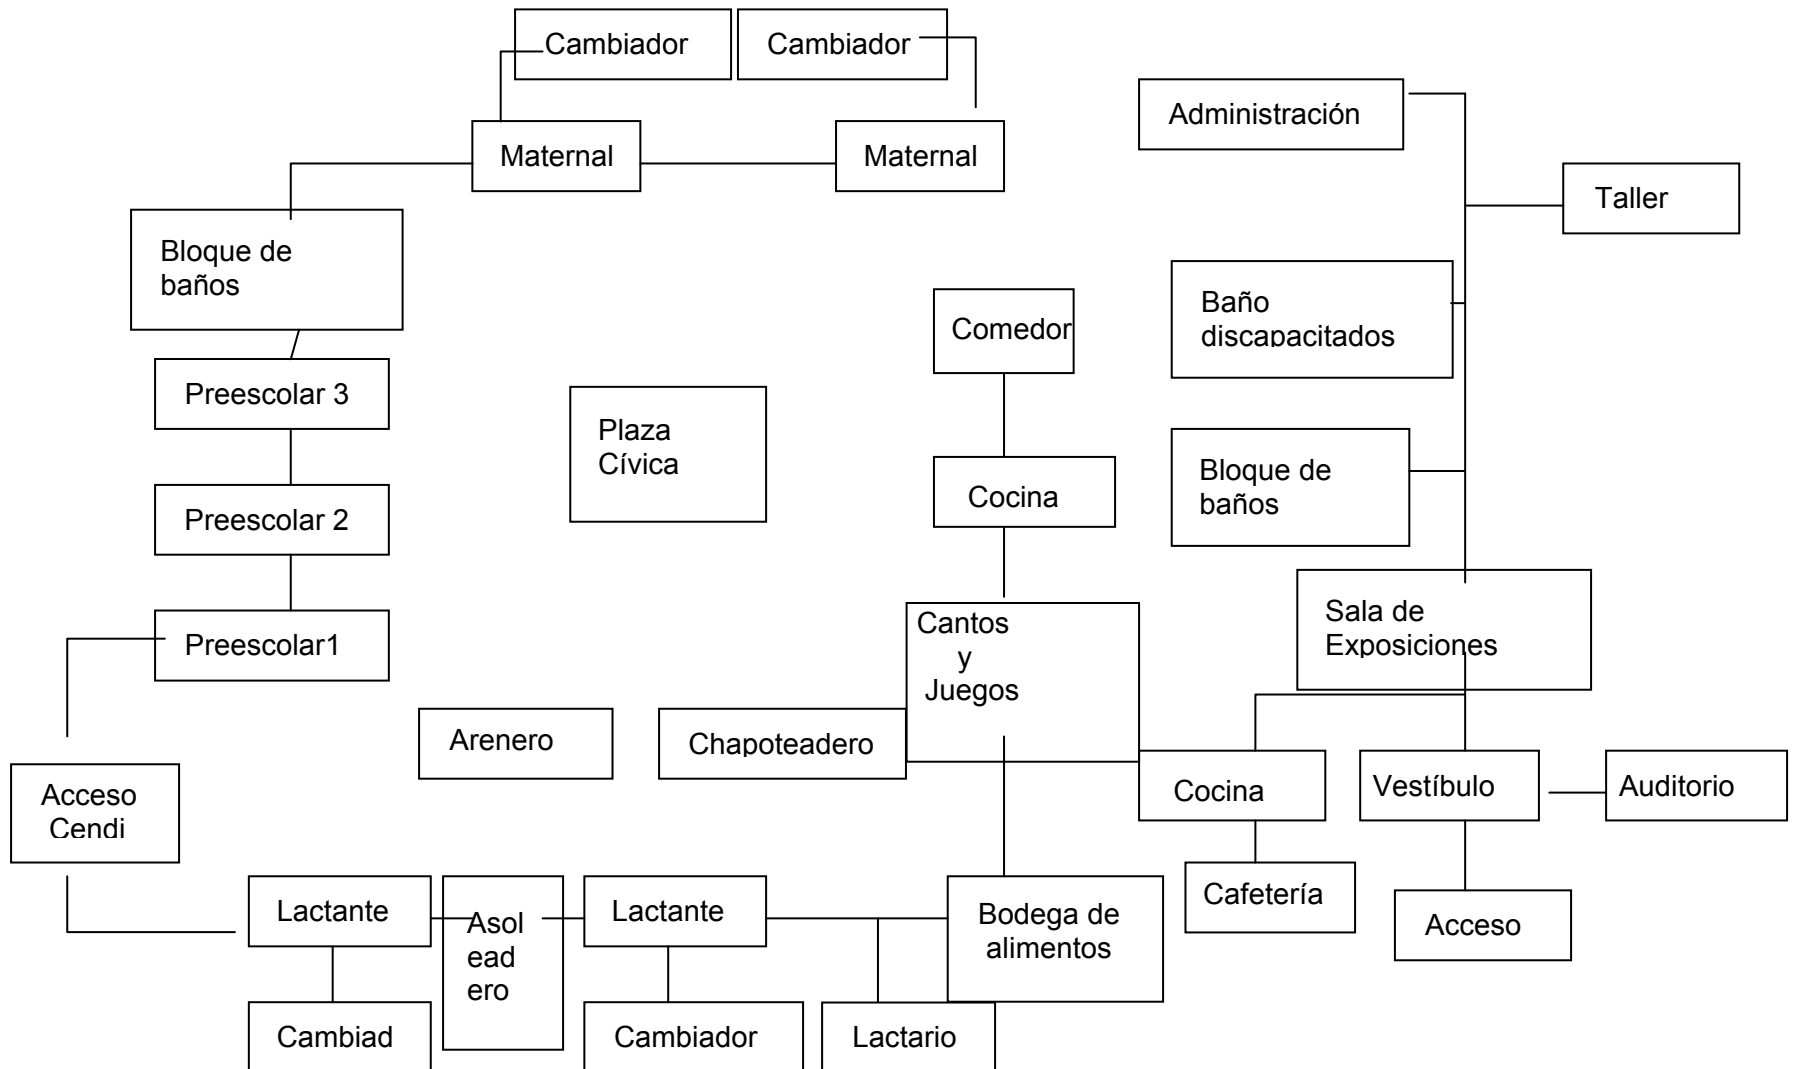 Cambiador
Cambiador
Administración
Maternal
Maternal
Taller
Bloque de
baños
Baño
discapacitados
Comedor
Preescolar 3
Plaza
Cívica
Cocina
Bloque de
baños
Preescolar 2
Cantos
y
Juegos
Sala de
Exposiciones
Preescolar1
Arenero
Chapoteadero
Acceso
Cendi
Cocina
Vestíbulo
Auditorio
Lactante
Asol
ead
ero
Lactante
Bodega de
alimentos
Cafetería
Acceso
Cambiad
Cambiador
Lactario